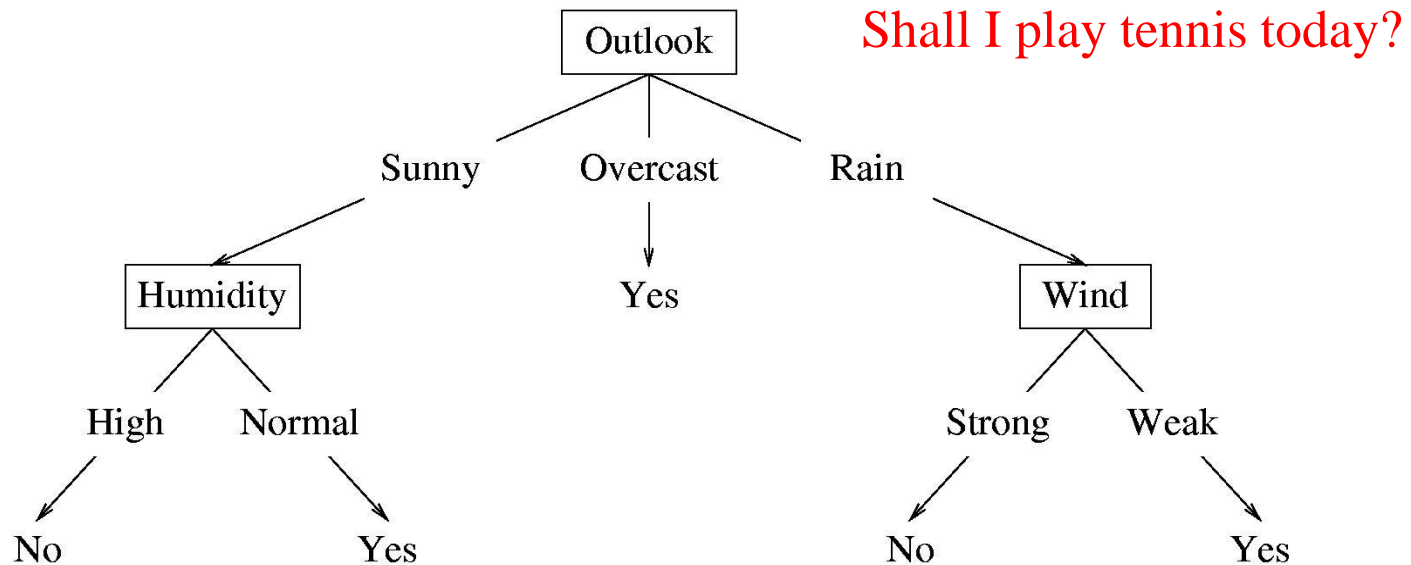 Outlook
Shall I play tennis today?
Sunny
Overcast
Rain
Humidity
Yes
Wind
High
Normal
Strong
Weak
No
Yes
No
Yes